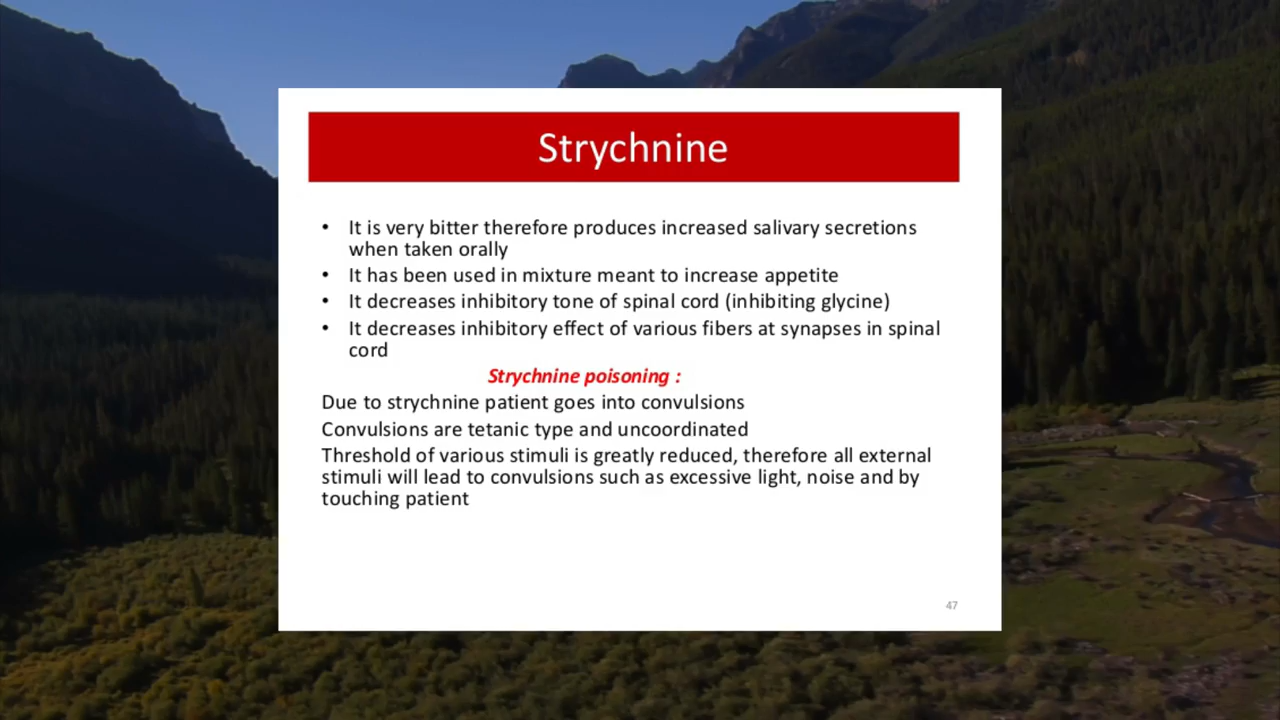 Strychnine
• It is very bitter therefore produces increased salivary secretions
when taken orally
• It has been used in mixture meant to increase appetite
• It decreases inhibitory tone of spinal cord (inhibiting glycine)
• It decreases inhibitory effect of various fibers at synapses in spinal
cord
Strychnine poisoning :
Due to strychnine patient goes into convulsions
Convulsions are tetanic type and uncoordinated
Threshold of various stimuli is greatly reduced, therefore all external
stimuli will lead to convulsions such as excessive light, noise and by
touching patient
47